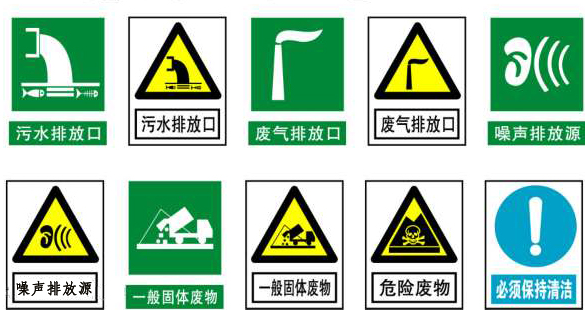 污水排放口
污水排放口
废气排放口
废气排放口
噪声排放源
噪声排放源
一般固体废物
一般固体废物
危险废物
必须保持清洁